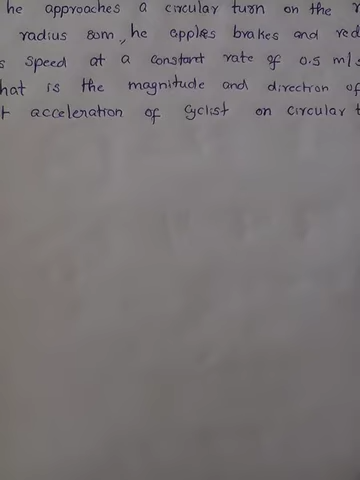 he approaches a circular turn on the r
radius 80m, he applies brakes and red
s speed at a constant rate of 0.5 m/s
hat is the magnitude and direction of
t acceleration of cyclist on circular t